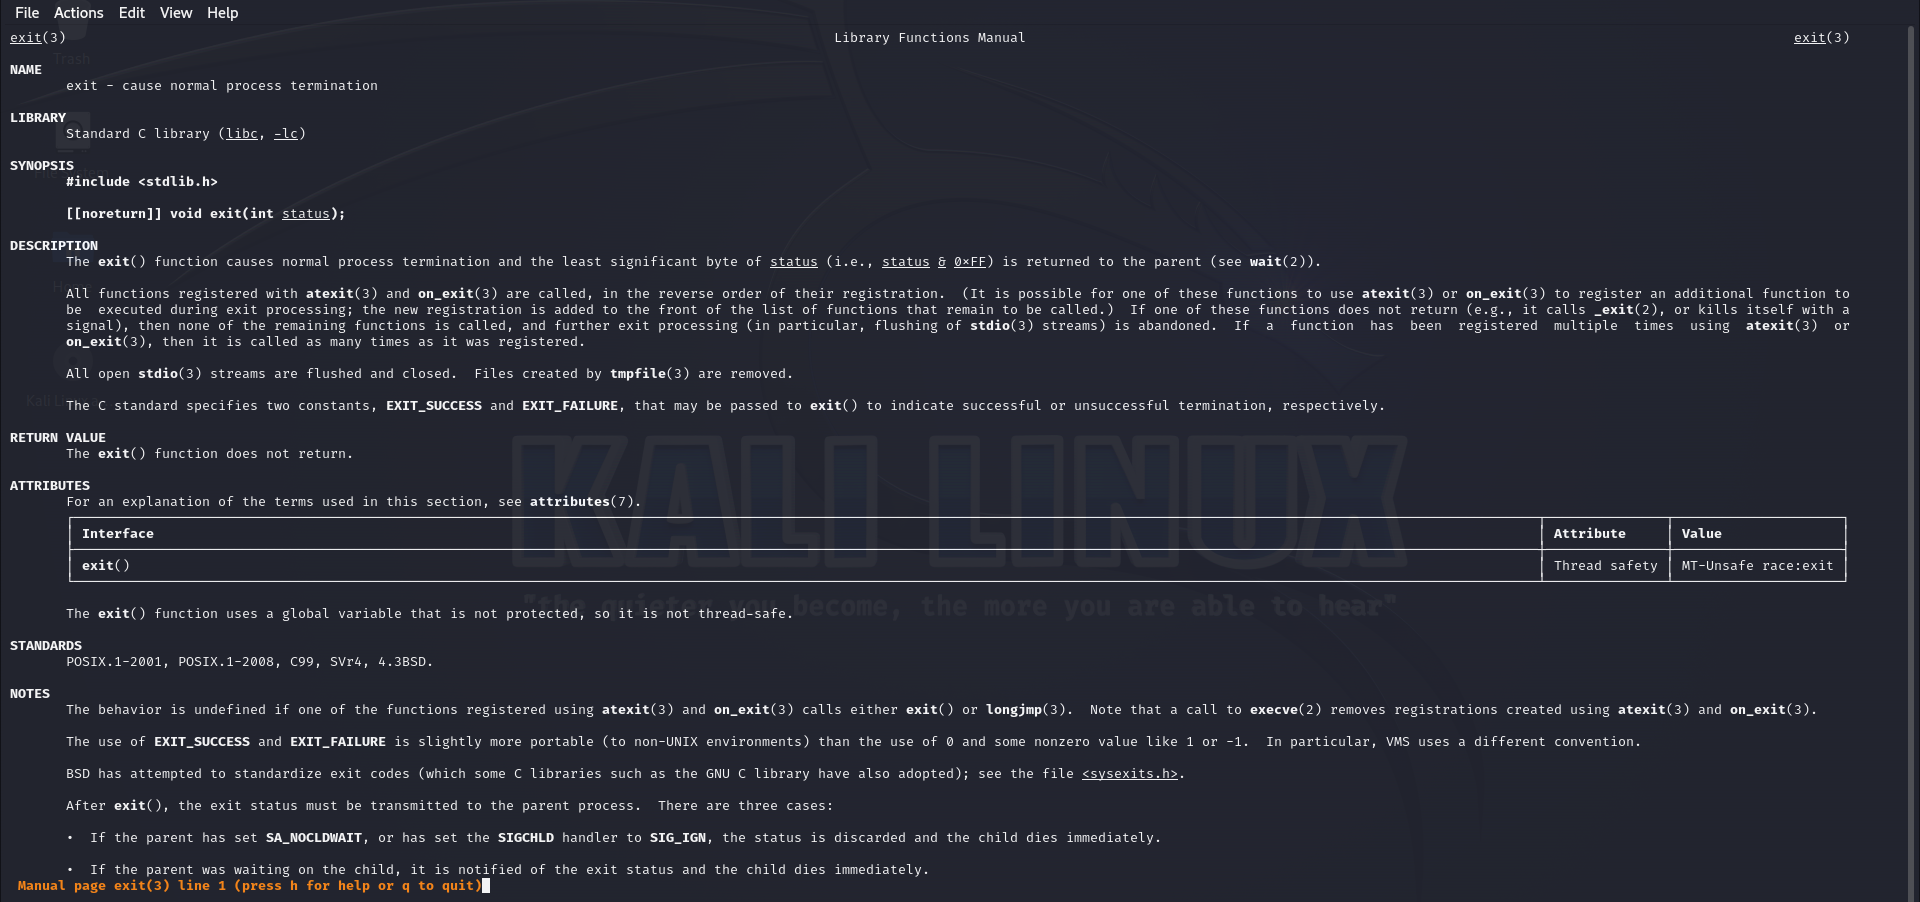 File Actions Edit View Help
exit(3) Library Functions Manual exit(3)
NAME
exit - cause normal process termination
LIBRARY
Standard C library (libc, -lc)
SYNOPSIS
#include <stdlib.h>
[[noreturn]] void exit(int status);
DESCRIPTION
The exit() function causes normal process termination and the least significant byte of status (i.e., status & 0xFF) is returned to the parent (see wait(2)).
All functions registered with atexit(3) and on_exit(3) are called, in the reverse order of their registration. (It is possible for one of these functions to use atexit(3) or on_exit(3) to register an additional function to
be executed during exit processing; the new registration is added to the front of the list of functions that remain to be called.) If one of these functions does not return (e.g., it calls _exit(2), or kills itself with a
signal), then none of the remaining functions is called, and further exit processing (in particular, flushing of stdio(3) streams) is abandoned. If a function has been registered multiple times using atexit(3) or
on_exit(3), then it is called as many times as it was registered.
All open stdio(3) streams are flushed and closed. Files created by tmpfile(3) are removed.
The C standard specifies two constants, EXIT_SUCCESS and EXIT_FAILURE, that may be passed to exit() to indicate successful or unsuccessful termination, respectively.
RETURN VALUE
The exit() function does not return.
ATTRIBUTES
For an explanation of the terms used in this section, see attributes(7).
Interface Attribute Value
exit() Thread safety MT-Unsafe race:exit
KALI LINUX
"the quieter you become, the more you are able to hear"
The exit() function uses a global variable that is not protected, so it is not thread-safe.
STANDARDS
POSIX.1-2001, POSIX.1-2008, C99, SVr4, 4.3BSD.
NOTES
The behavior is undefined if one of the functions registered using atexit(3) and on_exit(3) calls either exit() or longjmp(3). Note that a call to execve(2) removes registrations created using atexit(3) and on_exit(3).
The use of EXIT_SUCCESS and EXIT_FAILURE is slightly more portable (to non-UNIX environments) than the use of 0 and some nonzero value like 1 or -1. In particular, VMS uses a different convention.
BSD has attempted to standardize exit codes (which some C libraries such as the GNU C library have also adopted); see the file <sysexits.h>.
After exit(), the exit status must be transmitted to the parent process. There are three cases:
• If the parent has set SA_NOCLDWAIT, or has set the SIGCHLD handler to SIG_IGN, the status is discarded and the child dies immediately.
• If the parent was waiting on the child, it is notified of the exit status and the child dies immediately.
Manual page exit(3) line 1 (press h for help or q to quit)